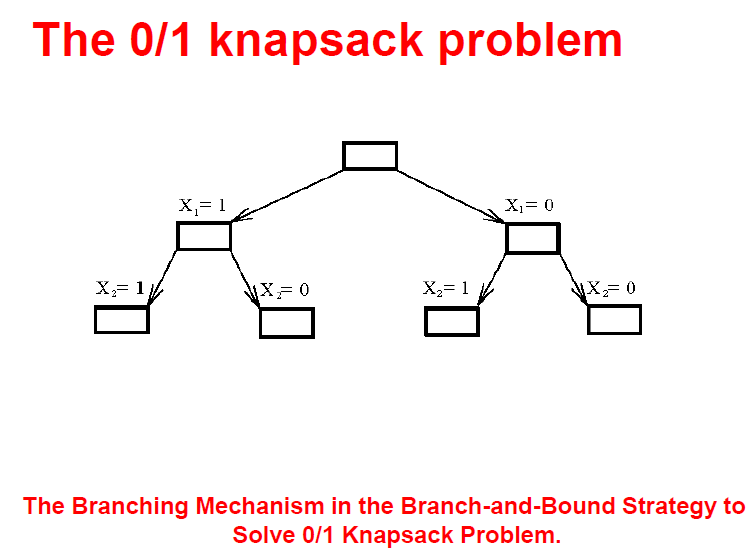 The 0/1 knapsack problem
X₁= 1
X₁= 0
X₂= 1
X₂= 0
X₂= 1
X₂= 0
The Branching Mechanism in the Branch-and-Bound Strategy to
Solve 0/1 Knapsack Problem.